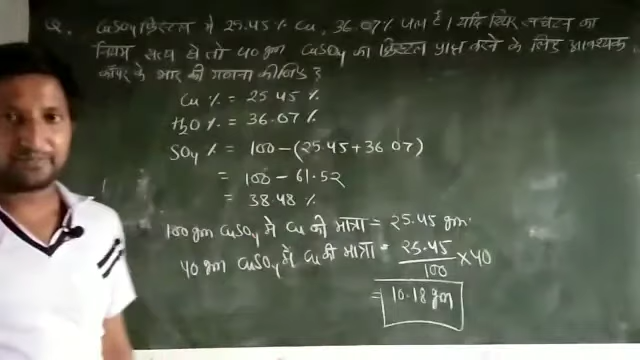 Q. CuSO4 क्रिस्टल में 25.45% Cu, 36.07% जल है। यदि स्थिर संघटन का
नियम सत्य हो तो 40 gm CuSO4 का क्रिस्टल प्राप्त करने के लिए आवश्यक
कॉपर के भार की गणना कीजिए ?
Cu % = 25.45 %
H2O % = 36.07 %
SO4 % = 100 - (25.45 + 36.07)
= 100 - 61.52
= 38.48 %
100 gm CuSO4 में Cu की मात्रा = 25.45 gm.
40 gm CuSO4 में Cu की मात्रा = 25.45/100 × 40
= 10.18 gm